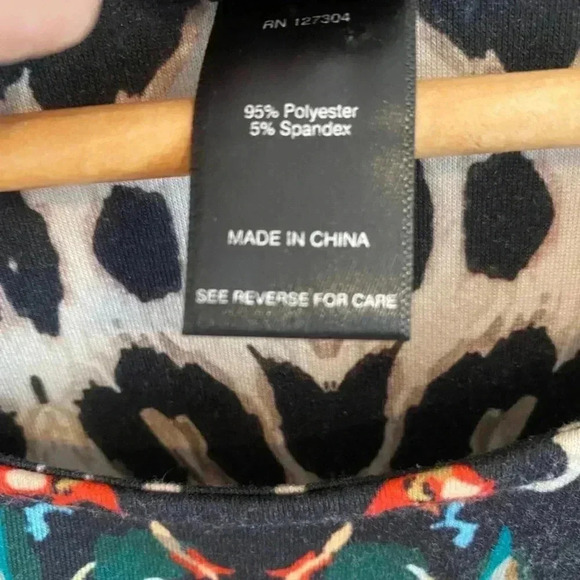 RN 127304
95% Polyester
5% Spandex
MADE IN CHINA
SEE REVERSE FOR CARE